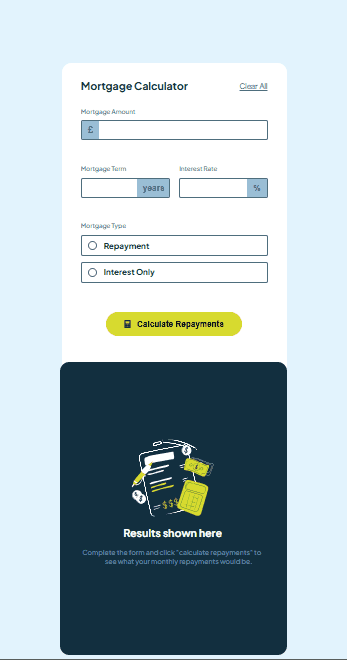 Mortgage Calculator
Clear All
Mortgage Amount
£
Mortgage Term
Interest Rate
years
%
Mortgage Type
Repayment
Interest Only
Calculate Repayments
$
$
$$$
Results shown here
Complete the form and click "calculate repayments" to
see what your monthly repayments would be.